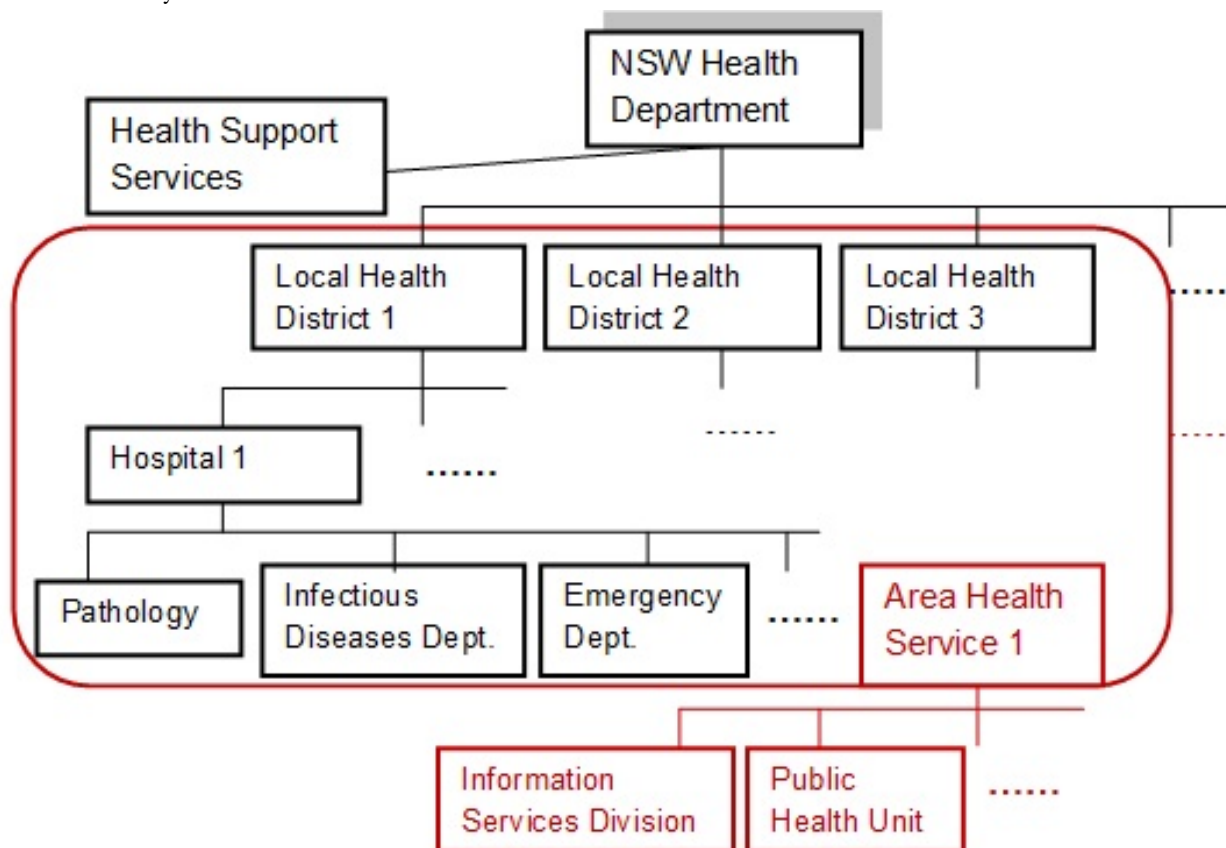 NSW Health
Department
Health Support
Services
Local Health
District 1
Local Health
District 2
Local Health
District 3
......
Hospital 1
......
......
......
Pathology
Infectious
Diseases Dept.
Emergency
Dept.
......
Area Health
Service 1
Information
Services Division
Public
Health Unit
......